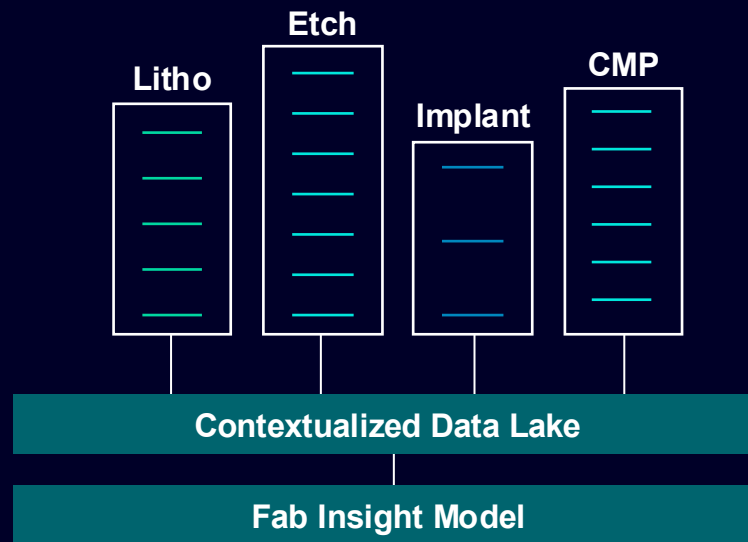 Litho
Etch
Implant
CMP
Contextualized Data Lake
Fab Insight Model